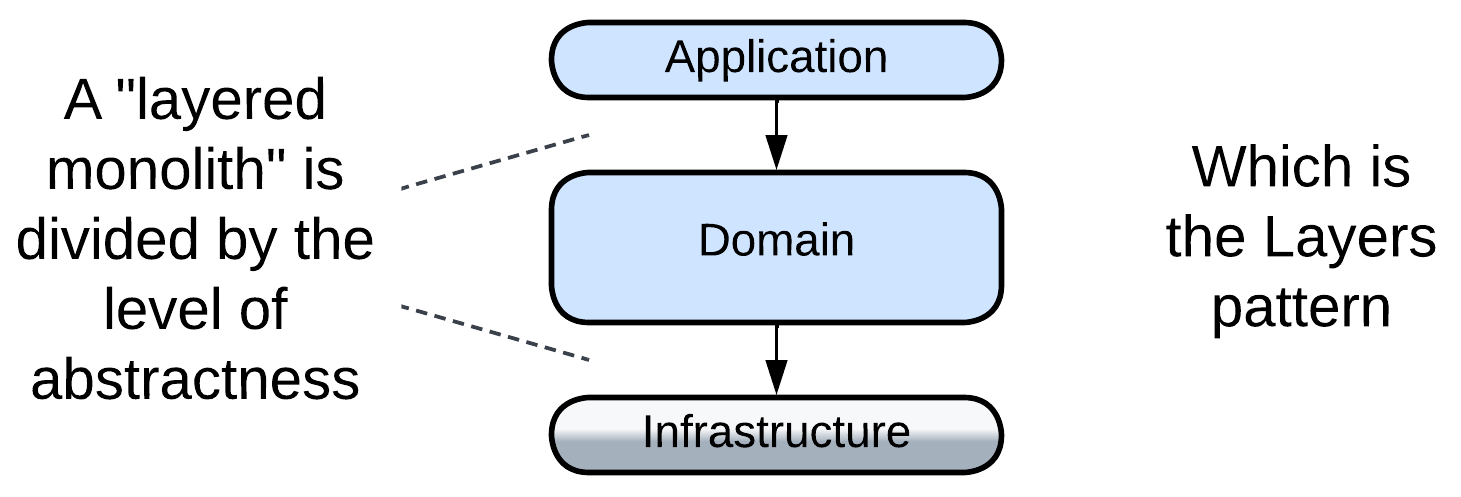 A "layered
monolith" is
divided by the
level of
abstractness
Application
Domain
Infrastructure
Which is
the Layers
pattern